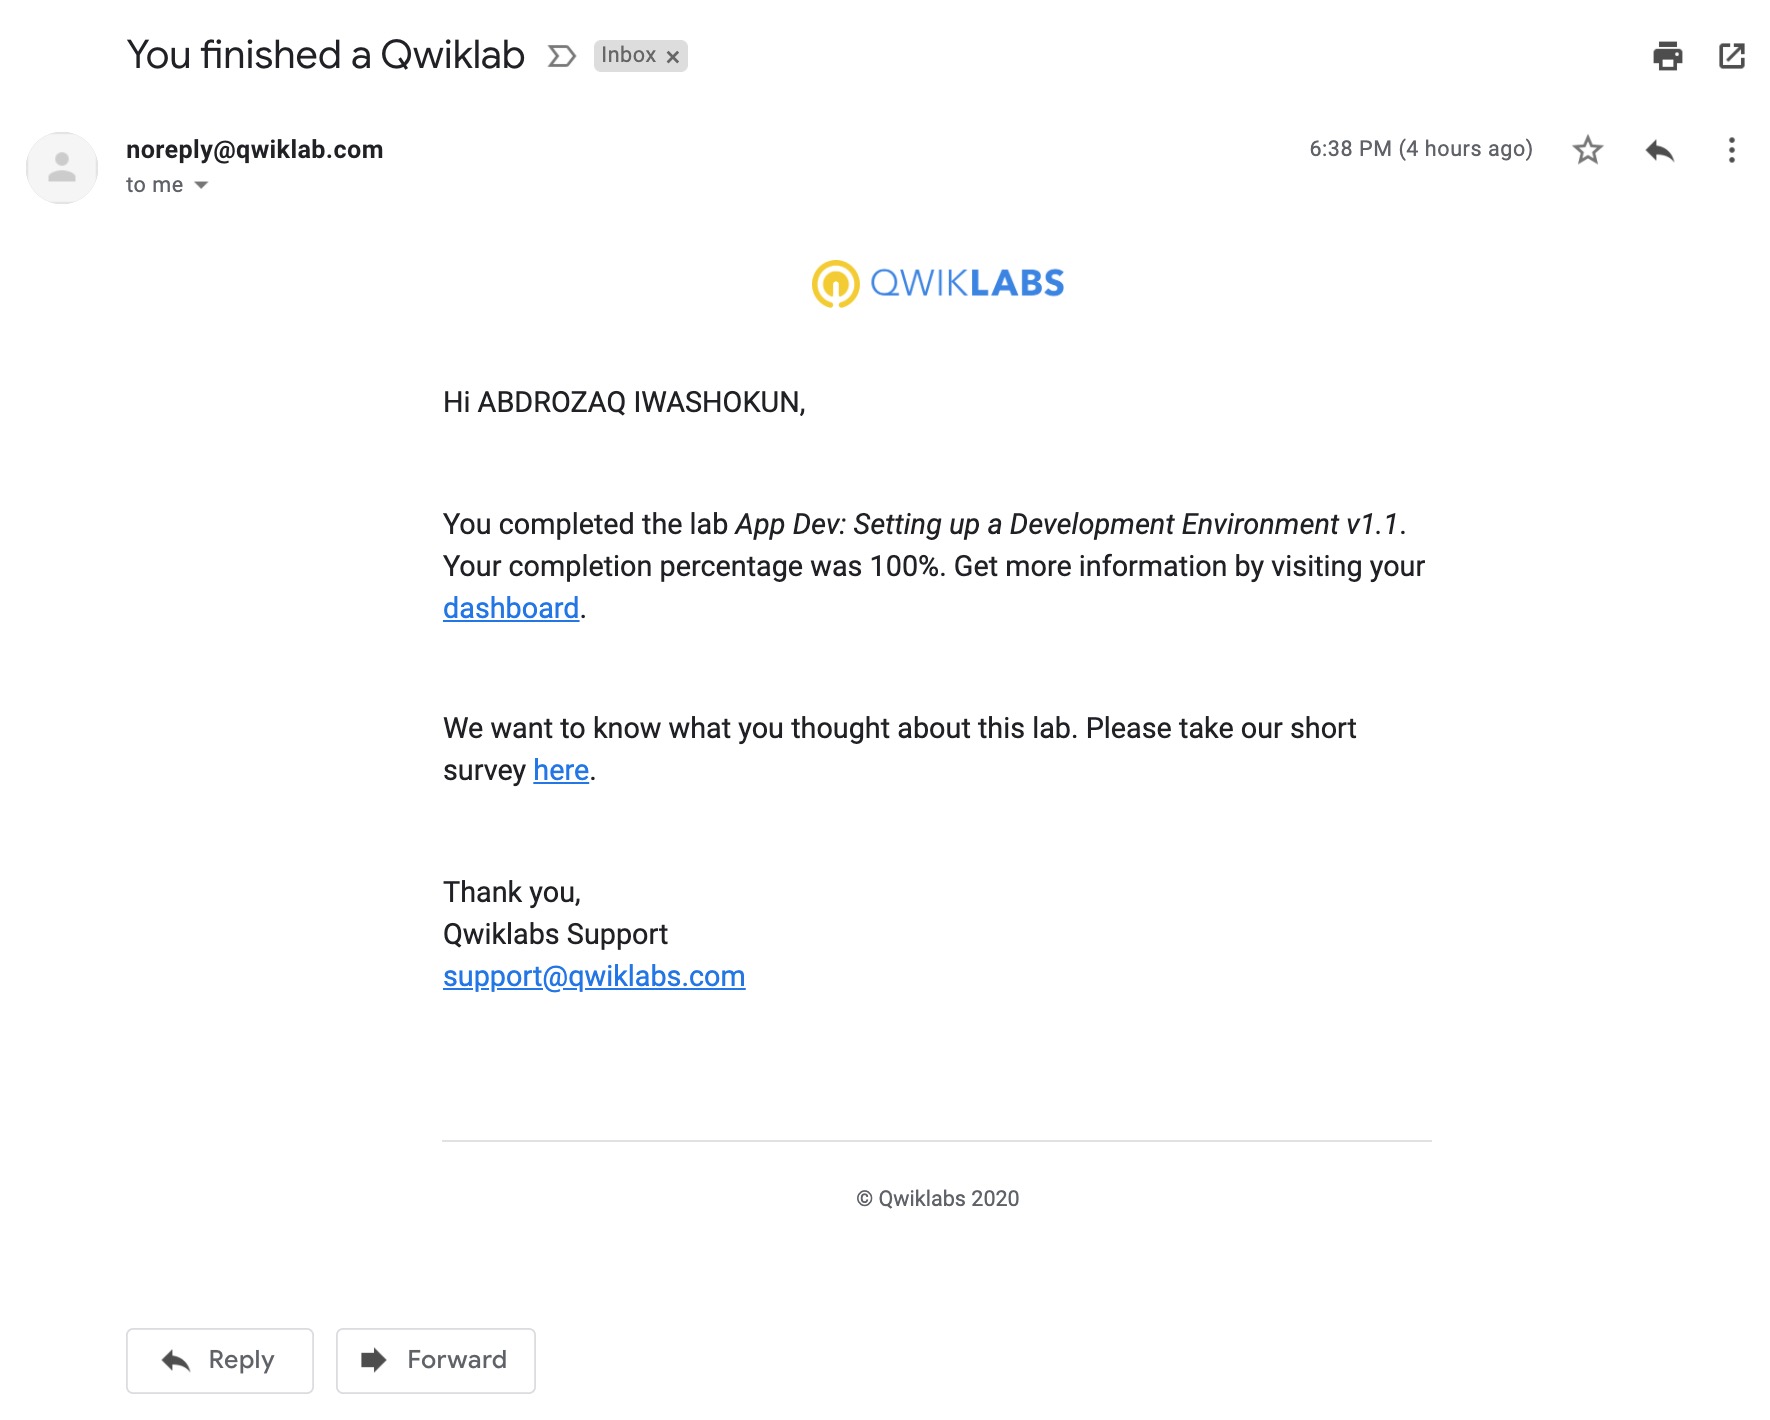 You finished a Qwiklab
Inbox x
noreply@qwiklab.com
6:38 PM (4 hours ago)
to me
QWIKLABS
Hi ABDROZAQ IWASHOKUN,
You completed the lab App Dev: Setting up a Development Environment v1.1.
Your completion percentage was 100%. Get more information by visiting your
dashboard.
We want to know what you thought about this lab. Please take our short
survey here.
Thank you,
Qwiklabs Support
support@qwiklabs.com
© Qwiklabs 2020
Reply
Forward